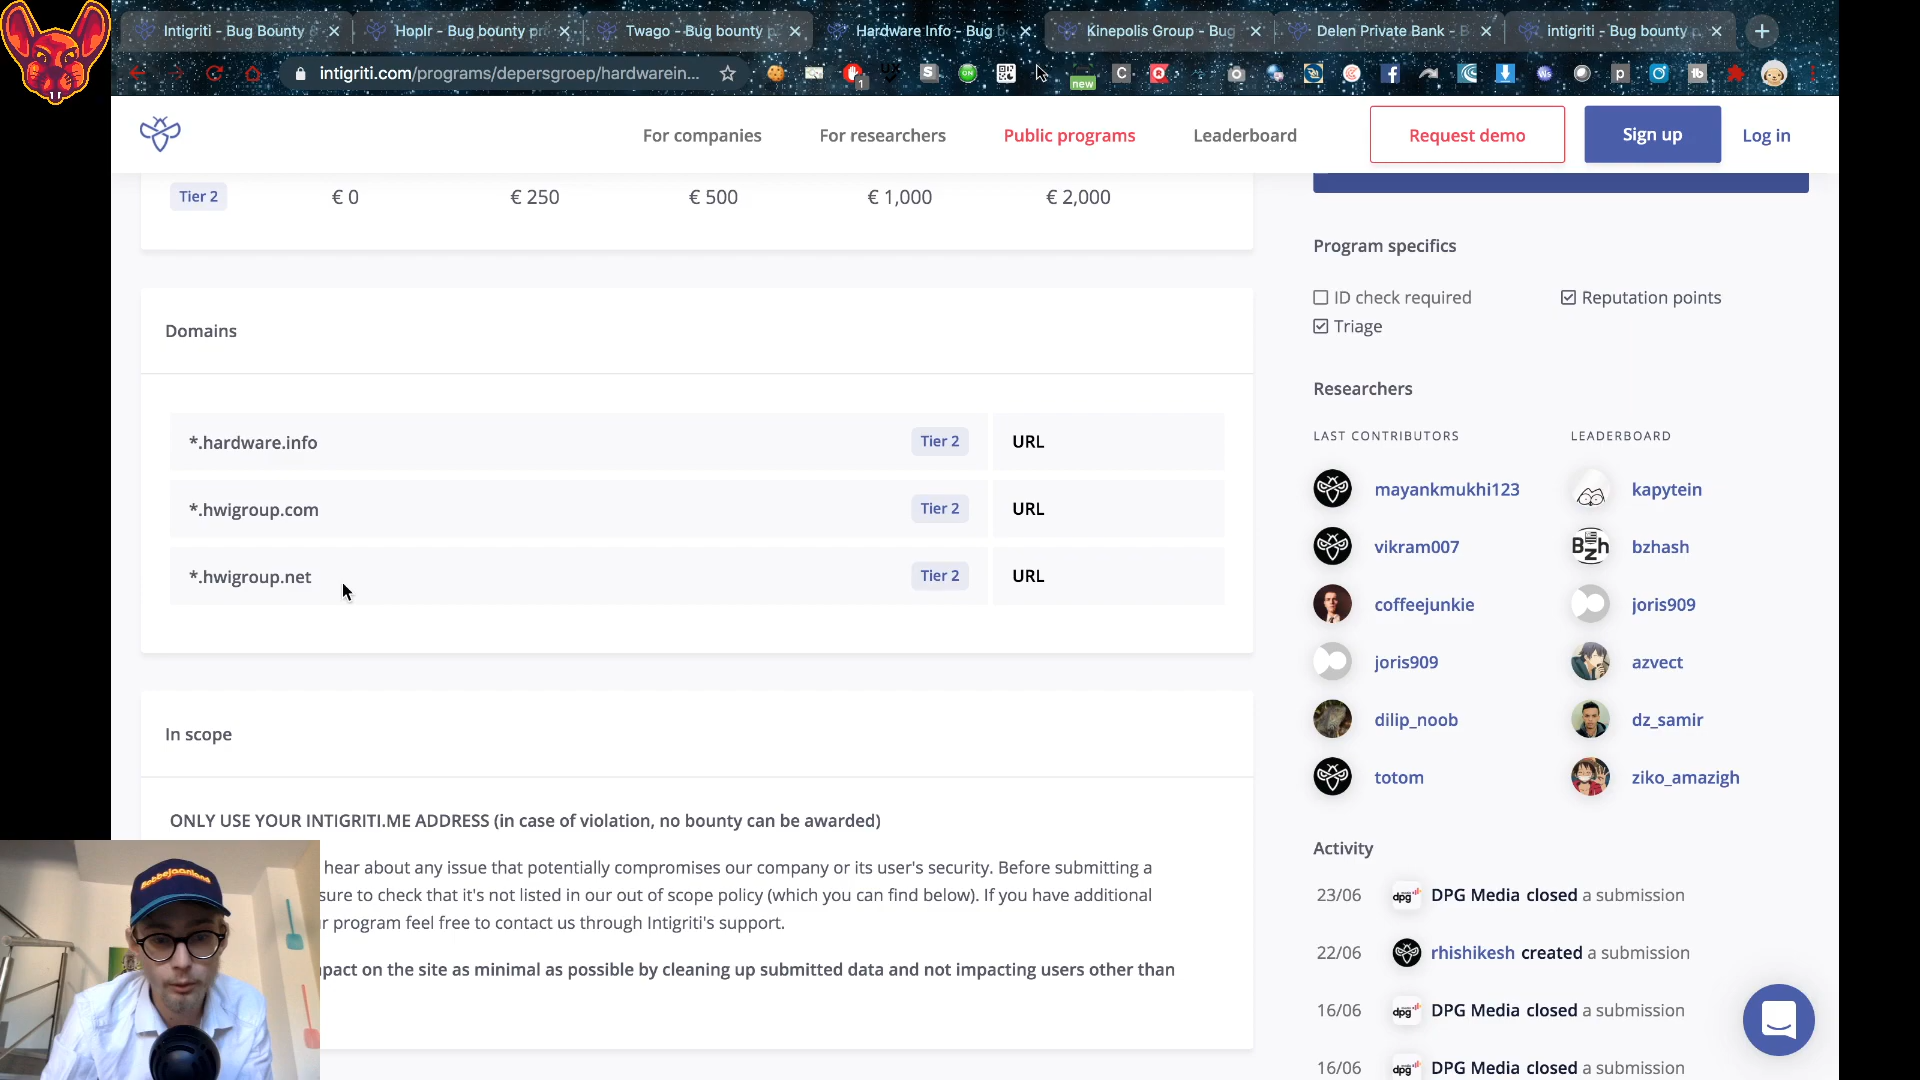 Intigriti - Bug Bounty
Hoplr - Bug bounty pr
Twago - Bug bounty p
Hardware Info - Bug b
Kinepolis Group - Bug
Delen Private Bank - B
intigriti - Bug bounty p
intigriti.com/programs/depersgroep/hardwarein...
For companies
For researchers
Public programs
Leaderboard
Request demo
Sign up
Log in
Tier 2 € 0 € 250 € 500 € 1,000 € 2,000
Domains
*.hardware.info Tier 2 URL
*.hwigroup.com Tier 2 URL
*.hwigroup.net Tier 2 URL
In scope
ONLY USE YOUR INTIGRITI.ME ADDRESS (in case of violation, no bounty can be awarded)
hear about any issue that potentially compromises our company or its user's security. Before submitting a
sure to check that it's not listed in our out of scope policy (which you can find below). If you have additional
r program feel free to contact us through Intigriti's support.
pact on the site as minimal as possible by cleaning up submitted data and not impacting users other than
Program specifics
ID check required
Reputation points
Triage
Researchers
LAST CONTRIBUTORS
LEADERBOARD
mayankmukhi123 kapytein
vikram007 bzhash
coffeejunkie joris909
joris909 azvect
dilip_noob dz_samir
totom ziko_amazigh
Activity
23/06 dpg DPG Media closed a submission
22/06 rhishikesh created a submission
16/06 dpg DPG Media closed a submission
16/06 dpg DPG Media closed a submission